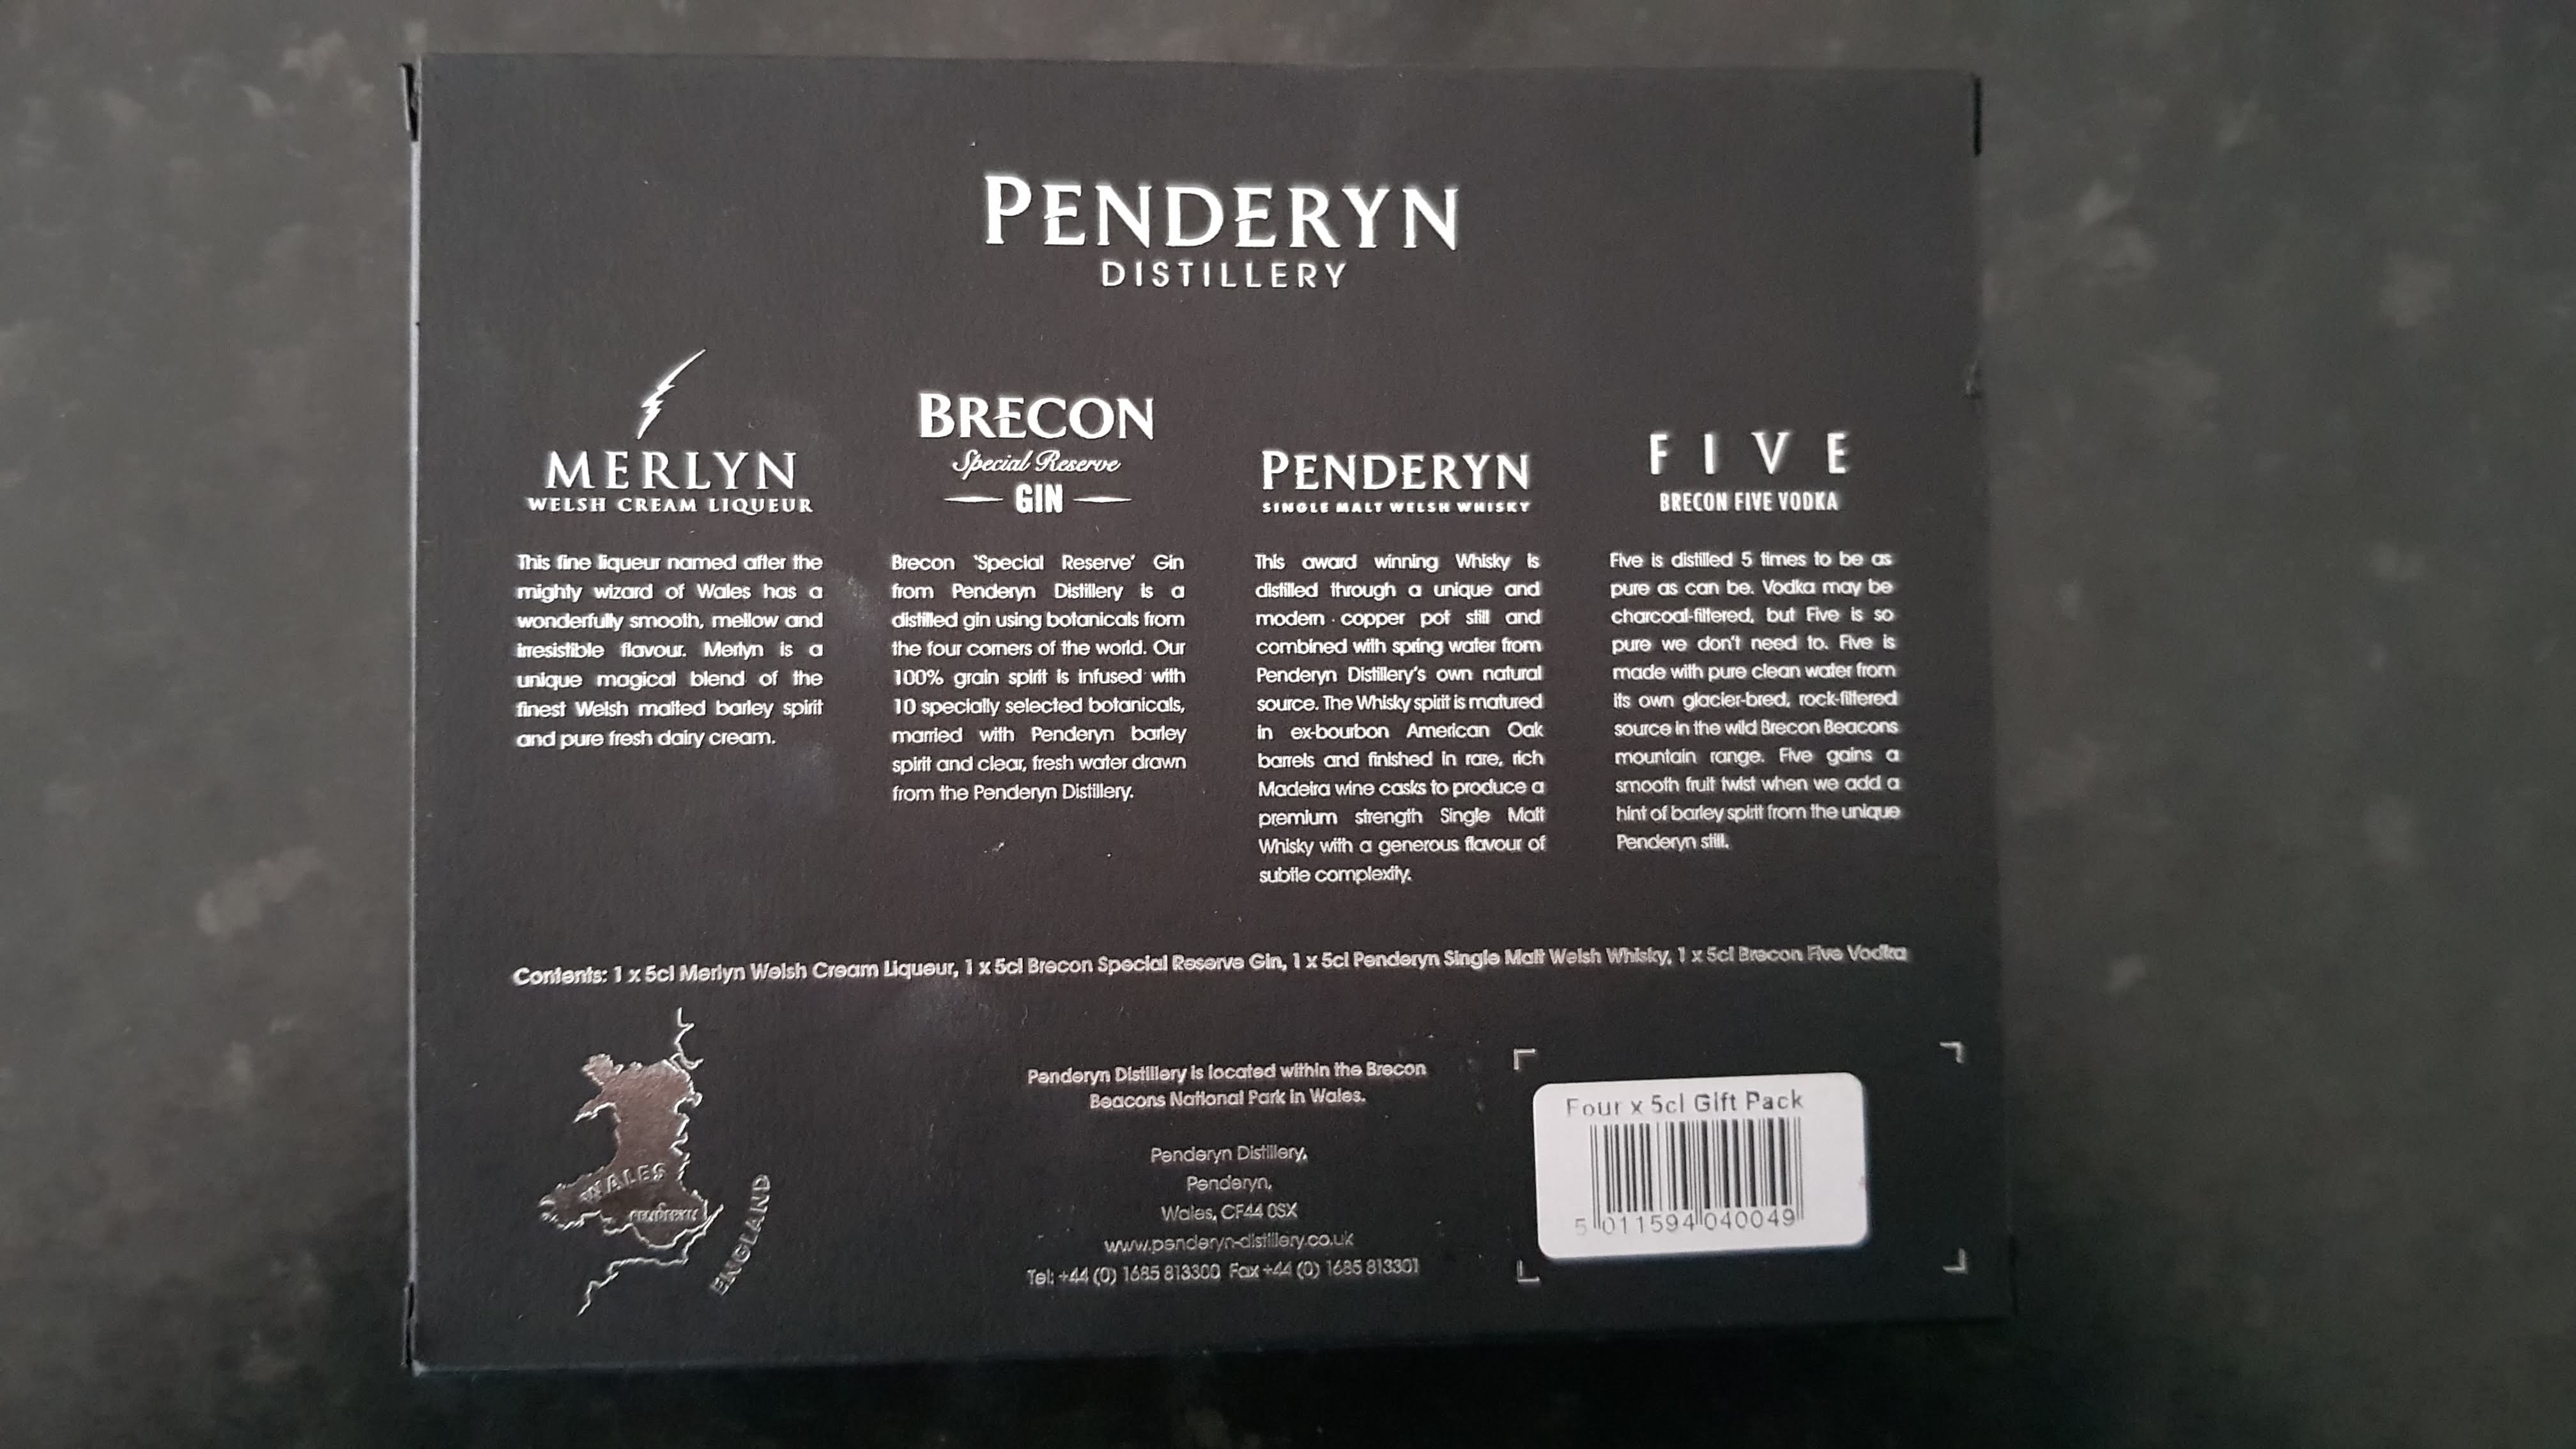 PENDERYN
DISTILLERY
MERLYN
WELSH CREAM LIQUEUR
This fine liqueur named after the
mighty wizard of Wales has a
wonderfully smooth, mellow and
irresistible flavour. Merlyn is a
unique magical blend of the
finest Welsh malted barley spirit
and pure fresh dairy cream.
BRECON
Special Reserve
GIN
Brecon 'Special Reserve' Gin
from Penderyn Distillery is a
distilled gin using botanicals from
the four corners of the world. Our
100% grain spirit is infused with
10 specially selected botanicals,
married with Penderyn barley
spirit and clear, fresh water drawn
from the Penderyn Distillery.
PENDERYN
SINGLE MALT WELSH WHISKY
This award winning Whisky is
distilled through a unique and
modern copper pot still and
combined with spring water from
Penderyn Distillery's own natural
source. The Whisky spirit is matured
in ex-bourbon American Oak
barrels and finished in rare, rich
Madeira wine casks to produce a
premium strength Single Malt
Whisky with a generous flavour of
subtle complexity.
FIVE
BRECON FIVE VODKA
Five is distilled 5 times to be as
pure as can be. Vodka may be
charcoal-filtered, but Five is so
pure we don't need to. Five is
made with pure clean water from
its own glacier-bred, rock-filtered
source in the wild Brecon Beacons
mountain range. Five gains a
smooth fruit twist when we add a
hint of barley spirit from the unique
Penderyn still.
Contents: 1 x 5cl Merlyn Welsh Cream Liqueur, 1 x 5cl Brecon Special Reserve Gin, 1 x 5cl Penderyn Single Malt Welsh Whisky, 1 x 5cl Brecon Five Vodka
WALES
PENDERYN
ENGLAND
Penderyn Distillery is located within the Brecon
Beacons National Park in Wales.
Penderyn Distillery,
Penderyn,
Wales, CF44 0SX
www.penderyn-distillery.co.uk
Tel: +44 (0) 1685 813300 Fax +44 (0) 1685 813301
Four x 5cl Gift Pack
5 011594 040049